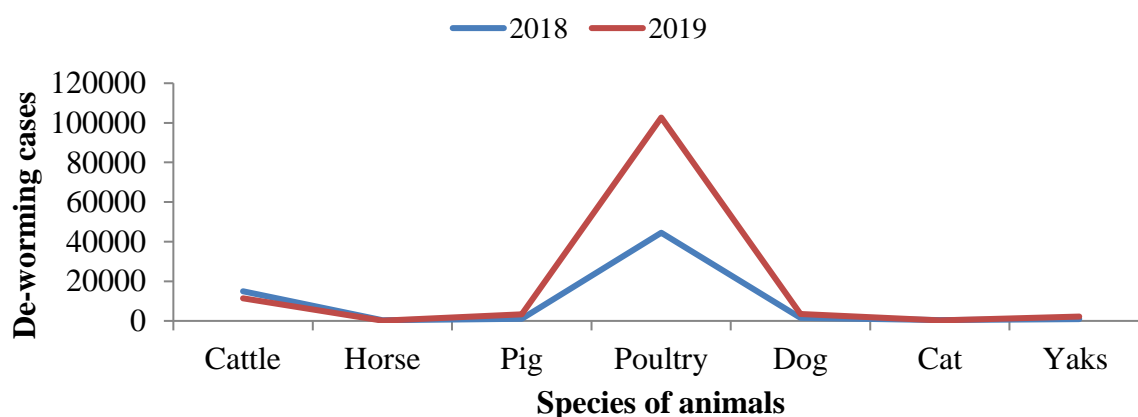 2018 2019
120000
100000
80000
60000
40000
20000
0
De-worming cases
Cattle Horse Pig Poultry Dog Cat Yaks
Species of animals